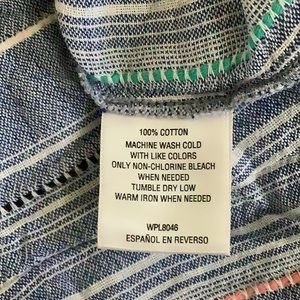 100% COTTON
MACHINE WASH COLD
WITH LIKE COLORS
ONLY NON-CHLORINE BLEACH
WHEN NEEDED
TUMBLE DRY LOW
WARM IRON WHEN NEEDED
WPL8046
ESPAÑOL EN REVERSO